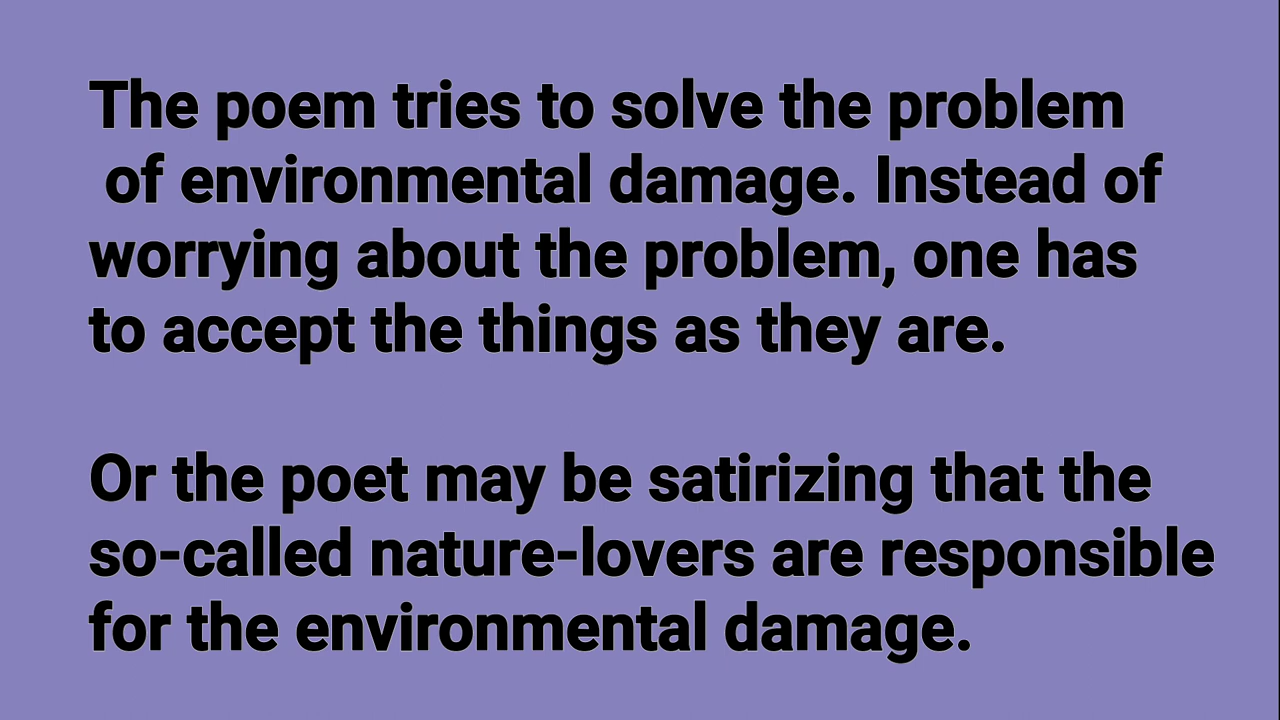 The poem tries to solve the problem
of environmental damage. Instead of
worrying about the problem, one has
to accept the things as they are.
Or the poet may be satirizing that the
so-called nature-lovers are responsible
for the environmental damage.